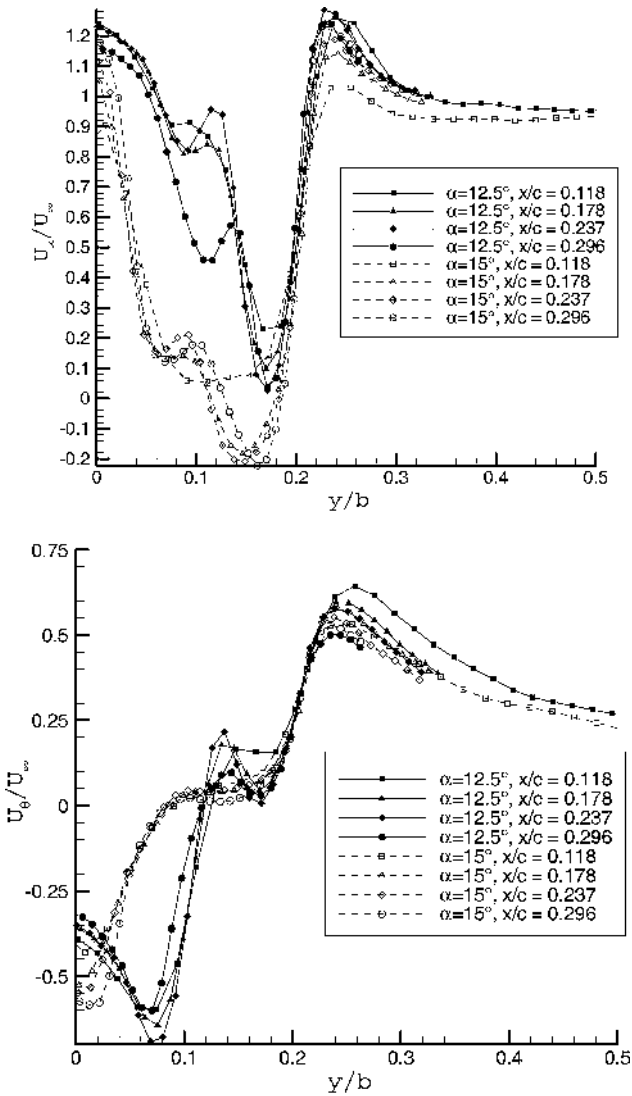 1.2
1.1
1
0.9
0.8
0.7
0.6
0.5
0.4
0.3
0.2
0.1
0
-0.1
-0.2
0
0.1
0.2
0.3
0.4
0.5
y/b
α=12.5°, x/c = 0.118
α=12.5°, x/c = 0.178
α=12.5°, x/c = 0.237
α=12.5°, x/c = 0.296
α=15°, x/c = 0.118
α=15°, x/c = 0.178
α=15°, x/c = 0.237
α=15°, x/c = 0.296
0.75
0.5
0.25
0
-0.25
-0.5
Uθ/U∞
0
0.1
0.2
0.3
0.4
0.5
y/b
α=12.5°, x/c = 0.118
α=12.5°, x/c = 0.178
α=12.5°, x/c = 0.237
α=12.5°, x/c = 0.296
α=15°, x/c = 0.118
α=15°, x/c = 0.178
α=15°, x/c = 0.237
α=15°, x/c = 0.296